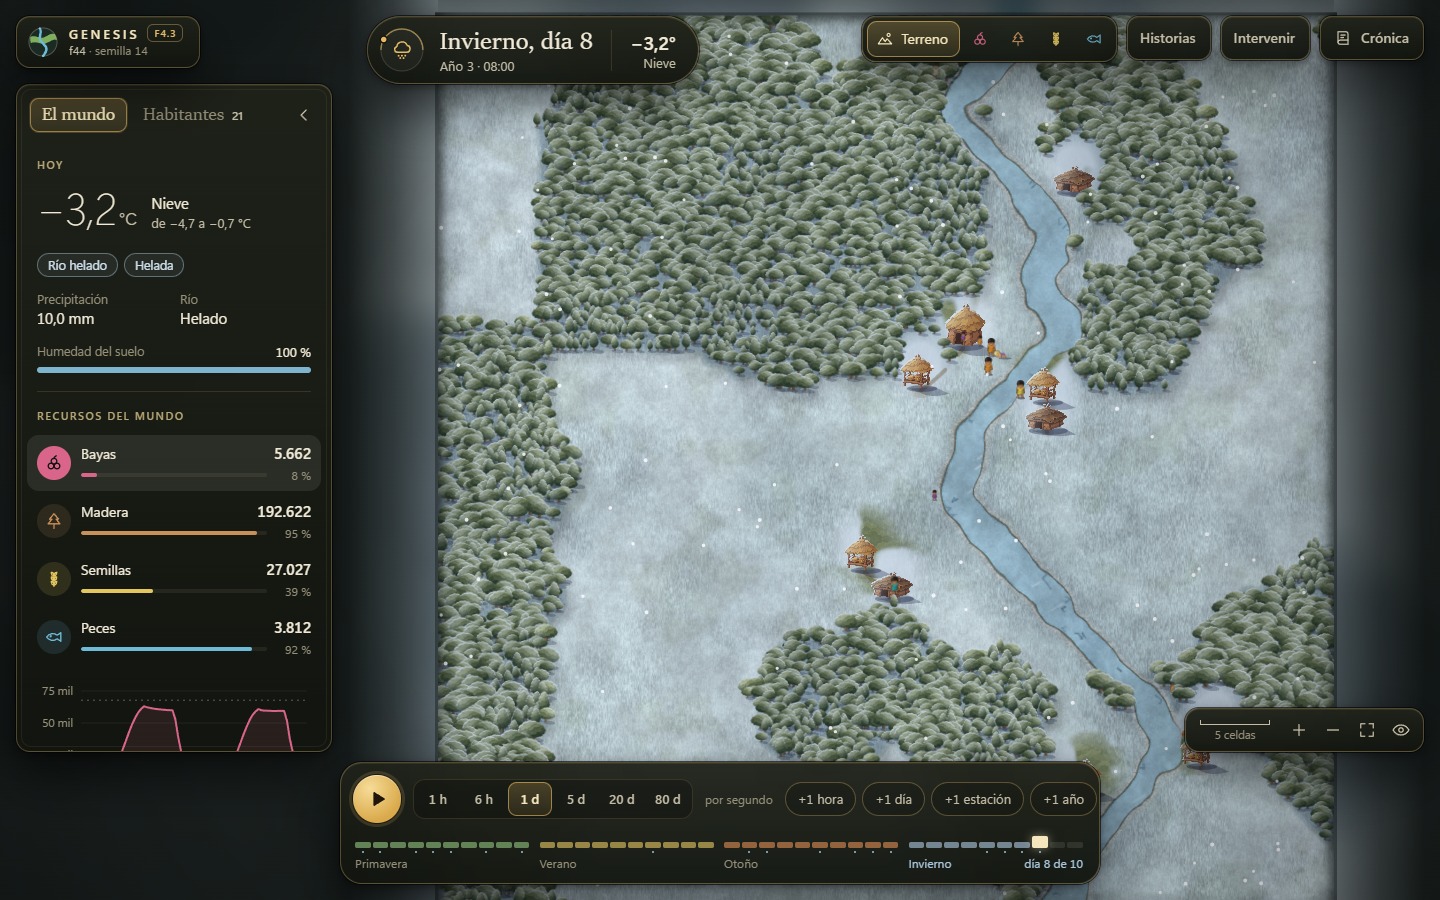 GENESIS F4.3
f44 · semilla 14
Invierno, día 8
Año 3 · 08:00
−3,2°
Nieve
Terreno
Historias
Intervenir
Crónica
El mundo
Habitantes 21
HOY
−3,2 °C
Nieve
de −4,7 a −0,7 °C
Río helado
Helada
Precipitación
10,0 mm
Río
Helado
Humedad del suelo 100 %
RECURSOS DEL MUNDO
Bayas 5.662
8 %
Madera 192.622
95 %
Semillas 27.027
39 %
Peces 3.812
92 %
75 mil
50 mil
5 celdas
1 h 6 h 1 d 5 d 20 d 80 d por segundo +1 hora +1 día +1 estación +1 año
Primavera Verano Otoño Invierno día 8 de 10